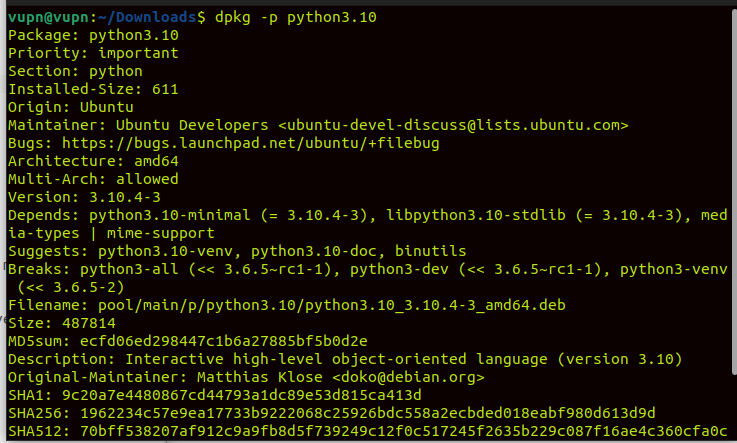 vupn@vupn:~/Downloads$ dpkg -p python3.10
Package: python3.10
Priority: important
Section: python
Installed-Size: 611
Origin: Ubuntu
Maintainer: Ubuntu Developers <ubuntu-devel-discuss@lists.ubuntu.com>
Bugs: https://bugs.launchpad.net/ubuntu/+filebug
Architecture: amd64
Multi-Arch: allowed
Version: 3.10.4-3
Depends: python3.10-minimal (= 3.10.4-3), libpython3.10-stdlib (= 3.10.4-3), med
ia-types | mime-support
Suggests: python3.10-venv, python3.10-doc, binutils
Breaks: python3-all (<< 3.6.5~rc1-1), python3-dev (<< 3.6.5~rc1-1), python3-venv
 (<< 3.6.5-2)
Filename: pool/main/p/python3.10/python3.10_3.10.4-3_amd64.deb
Size: 487814
MD5sum: ecfd06ed298447c1b6a27885bf5b0d2e
Description: Interactive high-level object-oriented language (version 3.10)
Original-Maintainer: Matthias Klose <doko@debian.org>
SHA1: 9c20a7e4480867cd44793a1dc89e53d815ca413d
SHA256: 1962234c57e9ea17733b9222068c25926bdc558a2ecbded018eabf980d613d9d
SHA512: 70bff538207af912c9a9fb8d5f739249c12f0c517245f2635b229c087f16ae4c360cfa0c